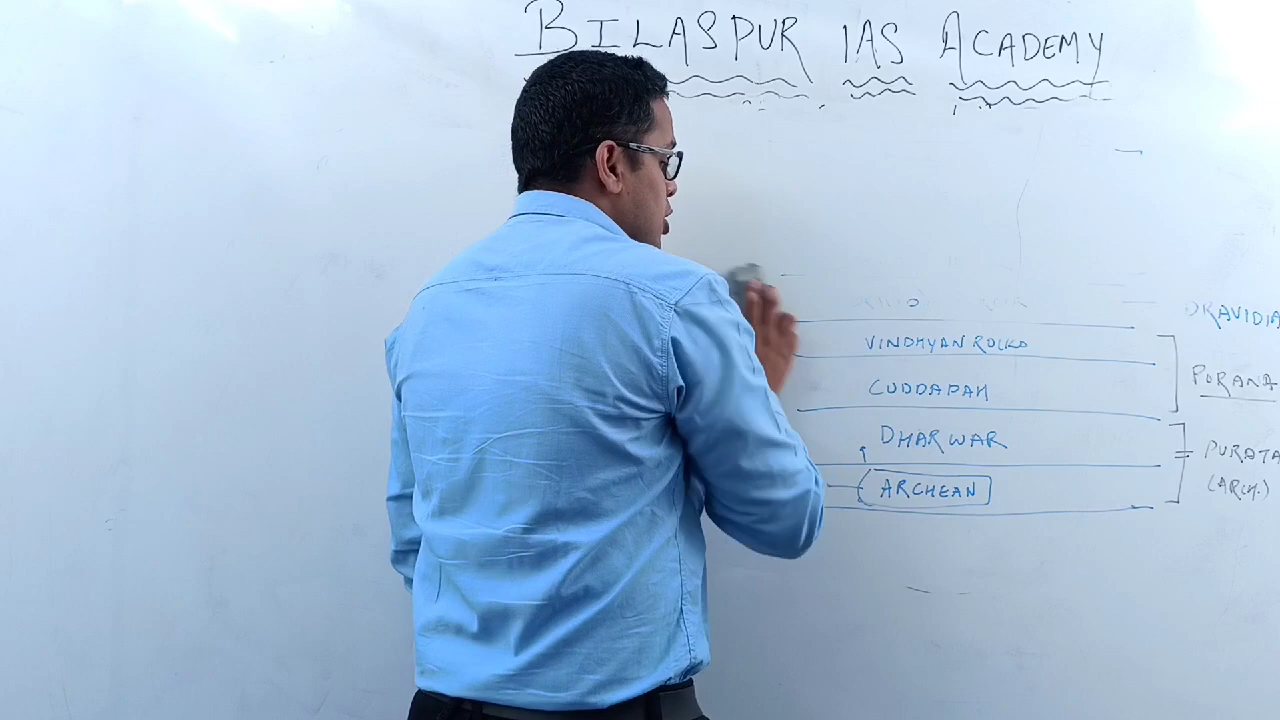 BILASPUR IAS ACADEMY
DRAVIDIA
VINDHYAN ROCKS
PURANA
CUDDAPAH
DHARWAR
PURATA
ARCHEAN
(ARCH.)